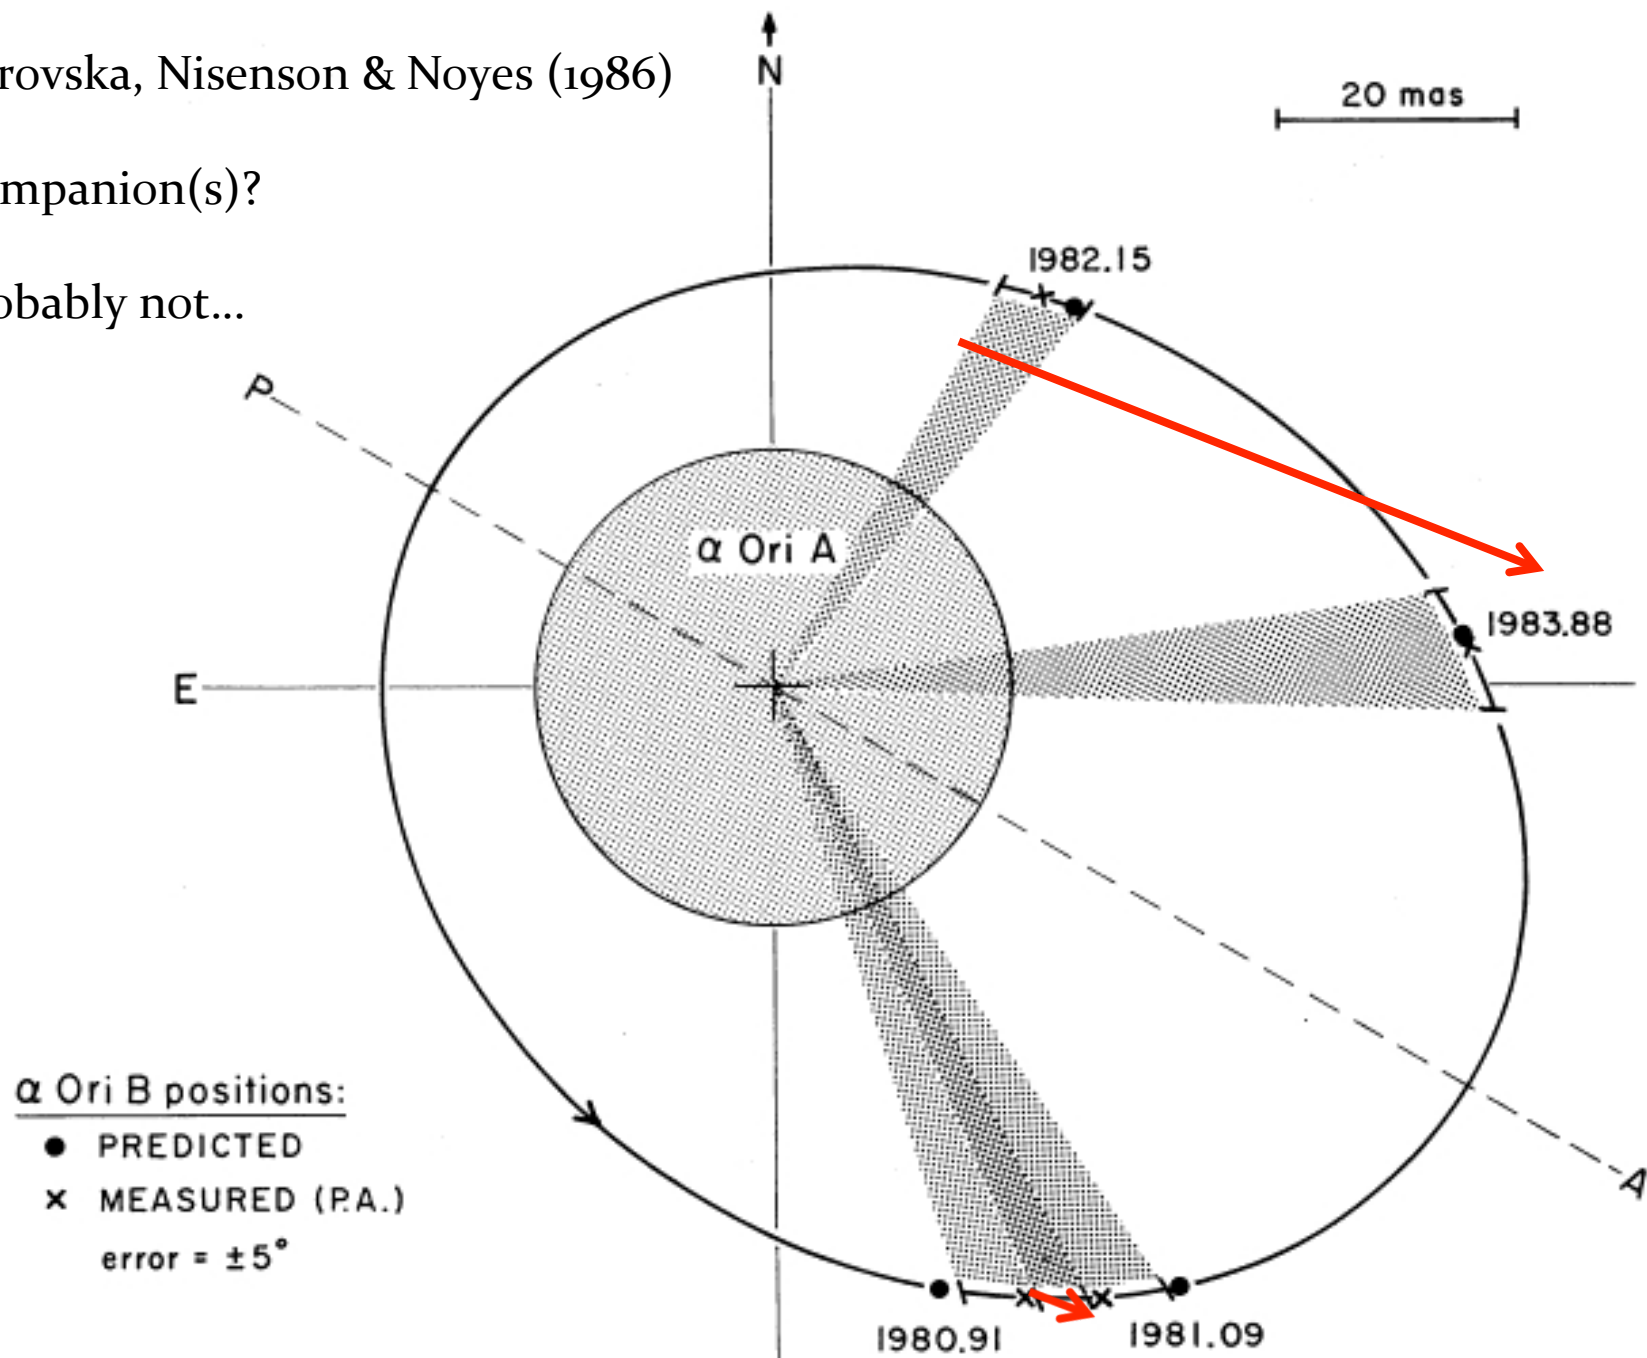 rovska, Nisenson & Noyes (1986)
mpanion(s)?
obably not...
N
20 mas
1982.15
P
α Ori A
1983.88
E
α Ori B positions:
● PREDICTED
× MEASURED (P.A.)
error = ±5°
A
1980.91
1981.09